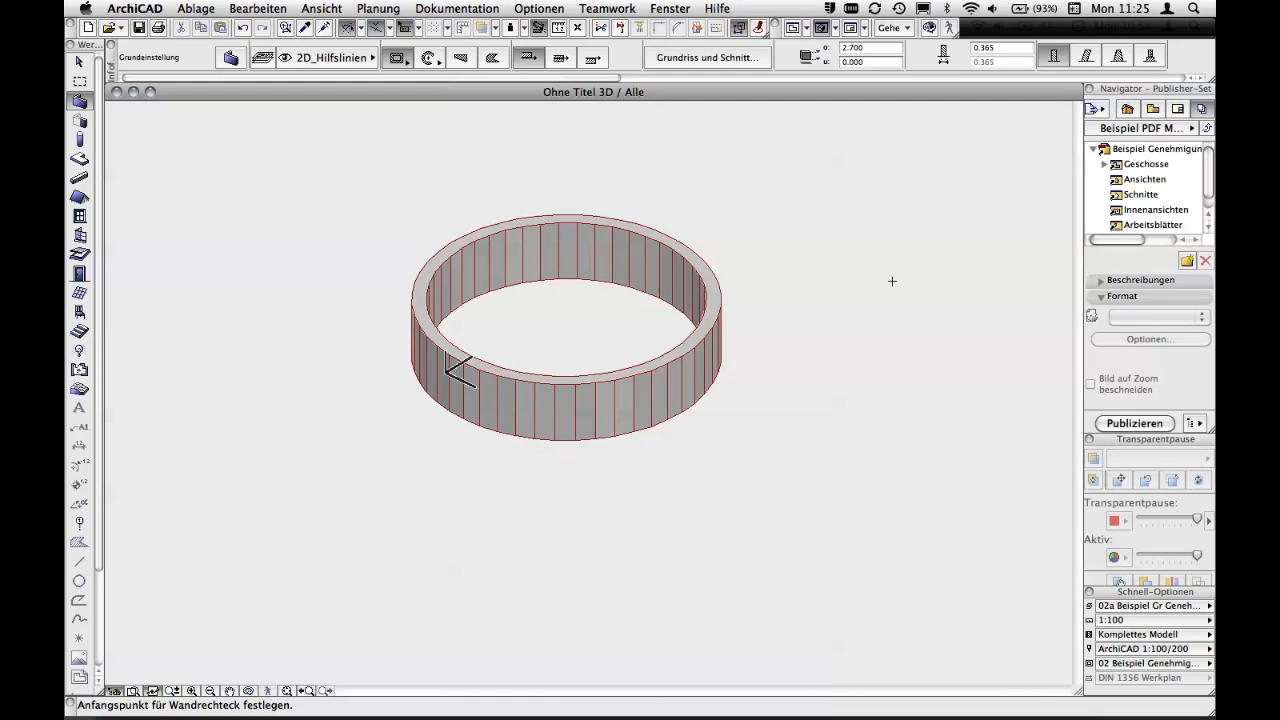 ArchiCAD Ablage Bearbeiten Ansicht Planung Dokumentation Optionen Teamwork Fenster Hilfe (93%) Mon 11:25
Gehe
Wer...
Infof
Grundeinstellung
2D_Hilfslinien
Grundriss und Schnitt...
o: 2.700
u: 0.000
0.365
0.365
Ohne Titel 3D / Alle
Navigator - Publisher-Set
Beispiel PDF M...
Beispiel Genehmigun
Geschosse
Ansichten
Schnitte
Innenansichten
Arbeitsblätter
Beschreibungen
Format
Optionen...
Bild auf Zoom
beschneiden
Publizieren
Transparentpause
Transparentpause:
Aktiv:
Schnell-Optionen
02a Beispiel Gr Geneh...
1:100
Komplettes Modell
ArchiCAD 1:100/200
02 Beispiel Genehmig...
DIN 1356 Werkplan
Anfangspunkt für Wandrechteck festlegen.